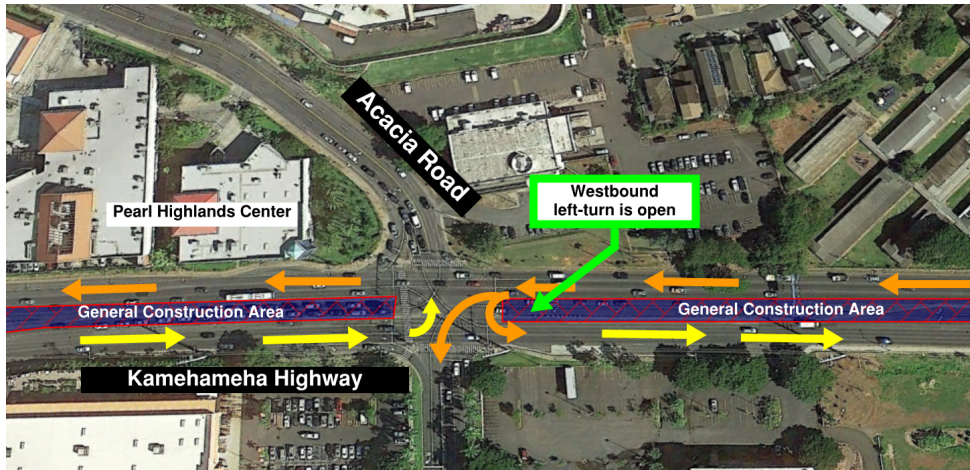 Acacia Road
Westbound
left-turn is open
Pearl Highlands Center
General Construction Area
General Construction Area
Kamehameha Highway